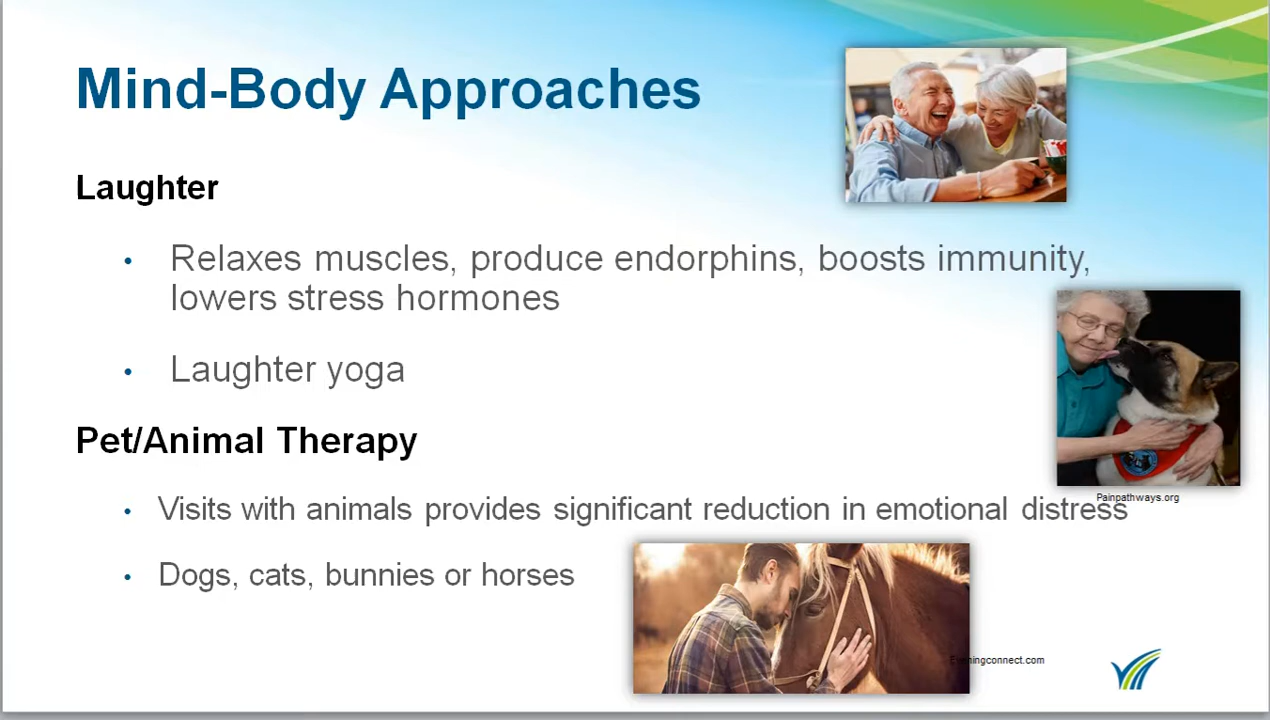 Mind-Body Approaches
Laughter
• Relaxes muscles, produce endorphins, boosts immunity,
lowers stress hormones
• Laughter yoga
Pet/Animal Therapy
Painpathways.org
• Visits with animals provides significant reduction in emotional distress
• Dogs, cats, bunnies or horses